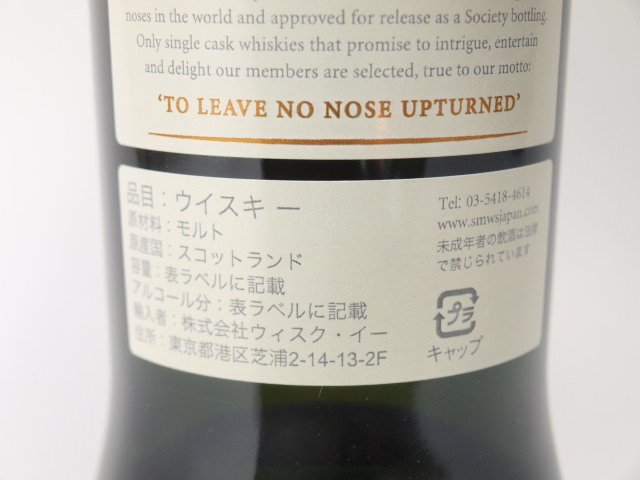 noses in the world and approved for release as a Society bottling.
Only single cask whiskies that promise to intrigue, entertain
and delight our members are selected, true to our motto:
‘TO LEAVE NO NOSE UPTURNED’
品目：ウイスキー
原材料：モルト
原産国：スコットランド
容量：表ラベルに記載
アルコール分：表ラベルに記載
輸入者：株式会社ウィスク・イー
住所：東京都港区芝浦2-14-13-2F
Tel: 03-5418-4614
www.smwsjapan.com
未成年者の飲酒は法律
で禁じられています
プラ
キャップ